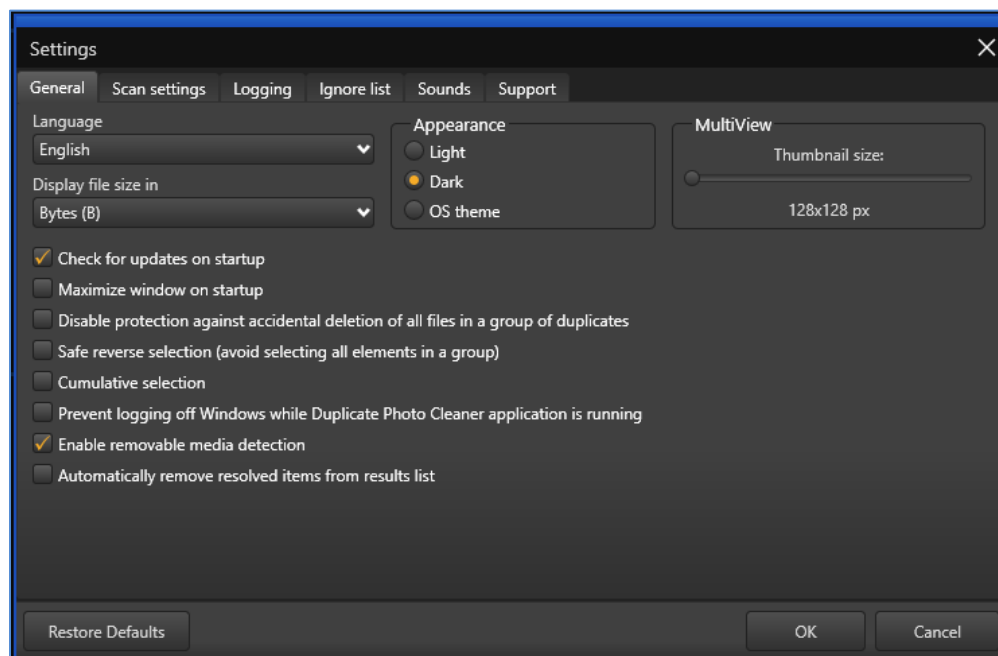 Settings
General
Scan settings
Logging
Ignore list
Sounds
Support
Language
English
Display file size in
Bytes (B)
Appearance
Light
Dark
OS theme
MultiView
Thumbnail size:
128x128 px
Check for updates on startup
Maximize window on startup
Disable protection against accidental deletion of all files in a group of duplicates
Safe reverse selection (avoid selecting all elements in a group)
Cumulative selection
Prevent logging off Windows while Duplicate Photo Cleaner application is running
Enable removable media detection
Automatically remove resolved items from results list
Restore Defaults
OK
Cancel